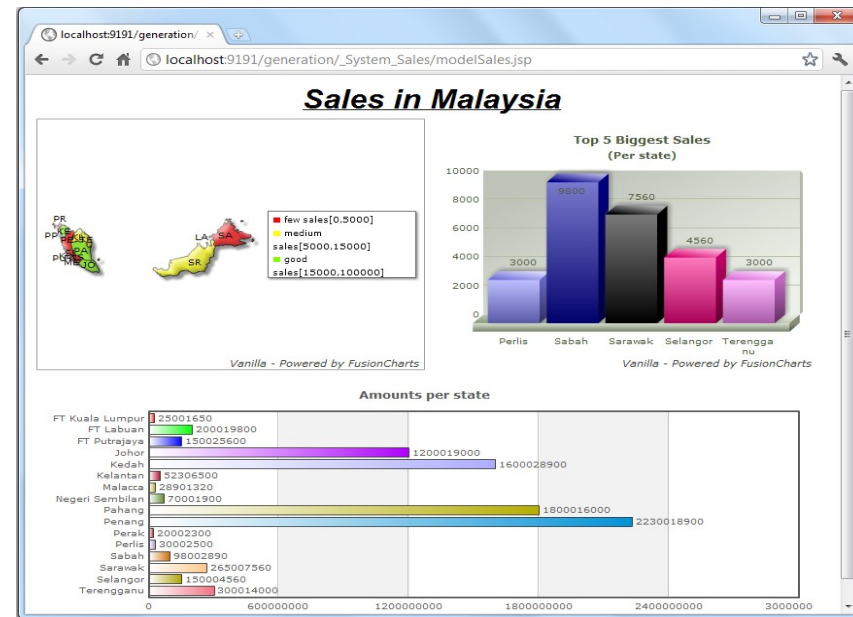 localhost:9191/generation/
localhost:9191/generation/_System_Sales/modelSales.jsp
Sales in Malaysia
PR
PP
LA
SA
SR
PA
JO
few sales[0,5000]
medium
sales[5000,15000]
good
sales[15000,100000]
Vanilla - Powered by FusionCharts
Top 5 Biggest Sales
(Per state)
10000
8000
6000
4000
2000
0
3000
9800
7560
4560
3000
Perlis Sabah Sarawak Selangor Terengga
nu
Vanilla - Powered by FusionCharts
Amounts per state
FT Kuala Lumpur 25001650
FT Labuan 200019800
FT Putrajaya 150025600
Johor 1200019000
Kedah 1600028900
Kelantan 52306500
Malacca 28901320
Negeri Sembilan 70001900
Pahang 1800016000
Penang 2230018900
Perak 20002300
Perlis 30002500
Sabah 98002890
Sarawak 265007560
Selangor 150004560
Terengganu 300014000
0 600000000 1200000000 1800000000 2400000000 3000000